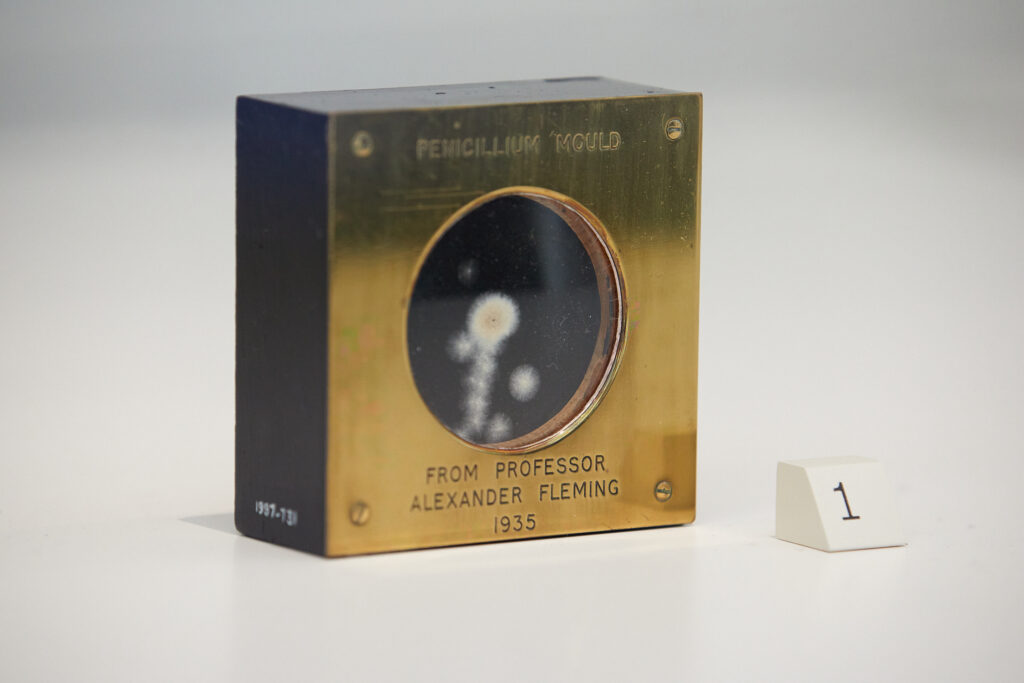 PENICILLIUM MOULD
FROM PROFESSOR
ALEXANDER FLEMING
1935
1997-731
1